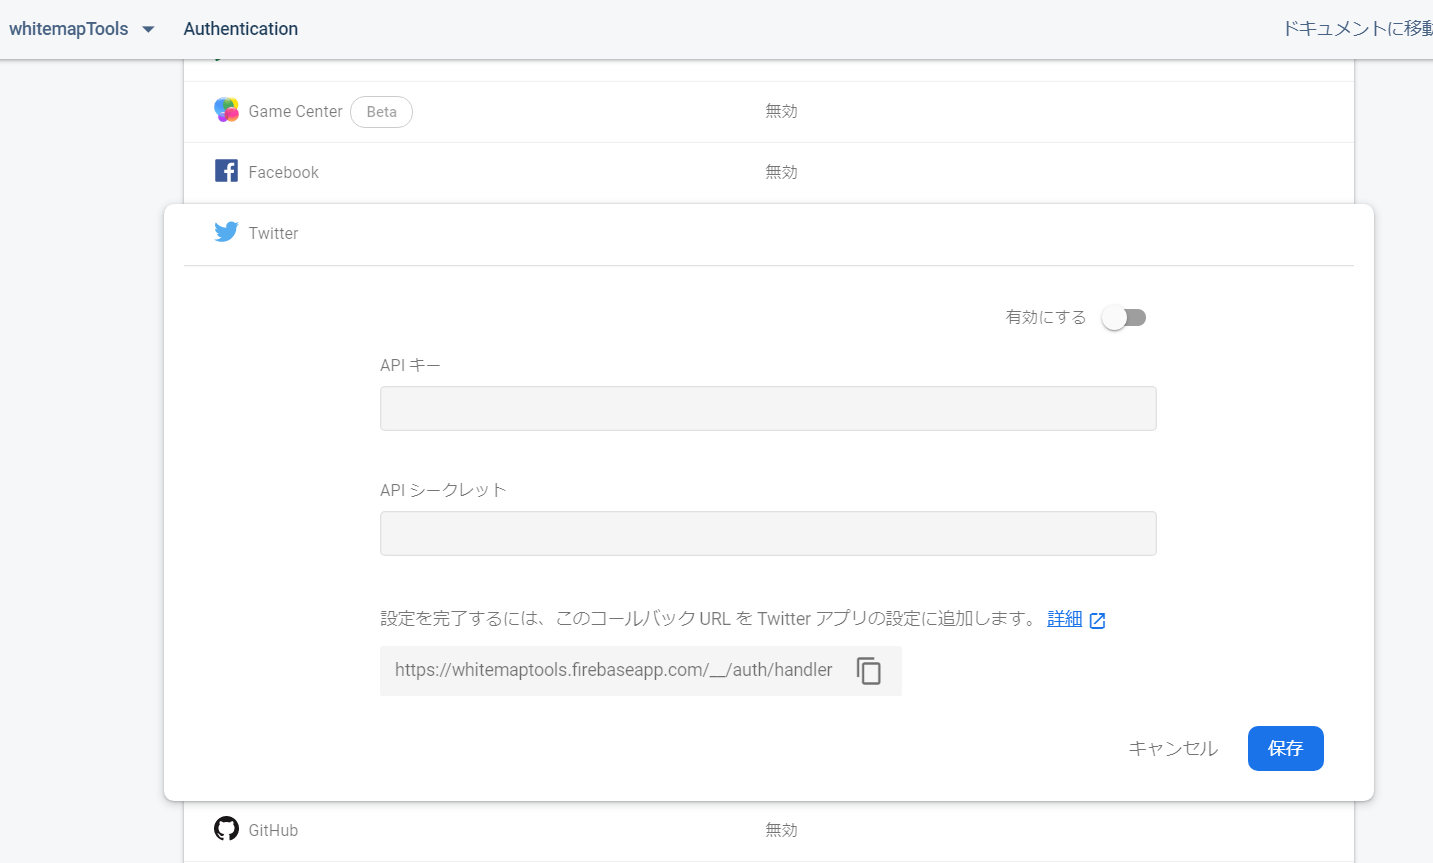 whitemapTools Authentication ドキュメントに移動
Game Center Beta 無効
Facebook 無効
Twitter
有効にする
API キー
API シークレット
設定を完了するには、このコールバック URL を Twitter アプリの設定に追加します。 詳細
https://whitemaptools.firebaseapp.com/__/auth/handler
キャンセル 保存
GitHub 無効